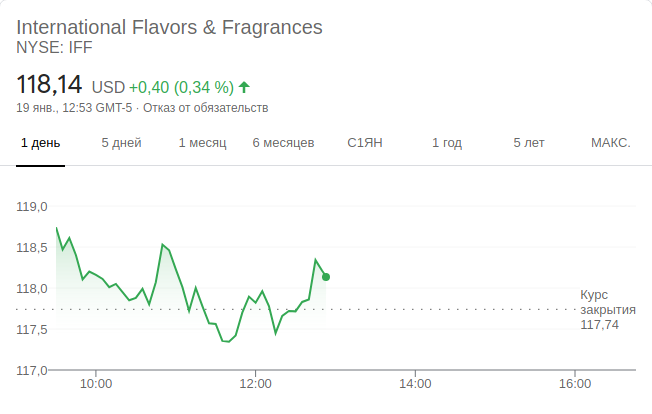 International Flavors & Fragrances
NYSE: IFF
118,14 USD +0,40 (0,34 %)
19 янв., 12:53 GMT-5 · Отказ от обязательств
1 день 5 дней 1 месяц 6 месяцев С1ЯН 1 год 5 лет МАКС.
119,0
118,5
118,0
117,5
117,0
Курс
закрытия
117,74
10:00 12:00 14:00 16:00